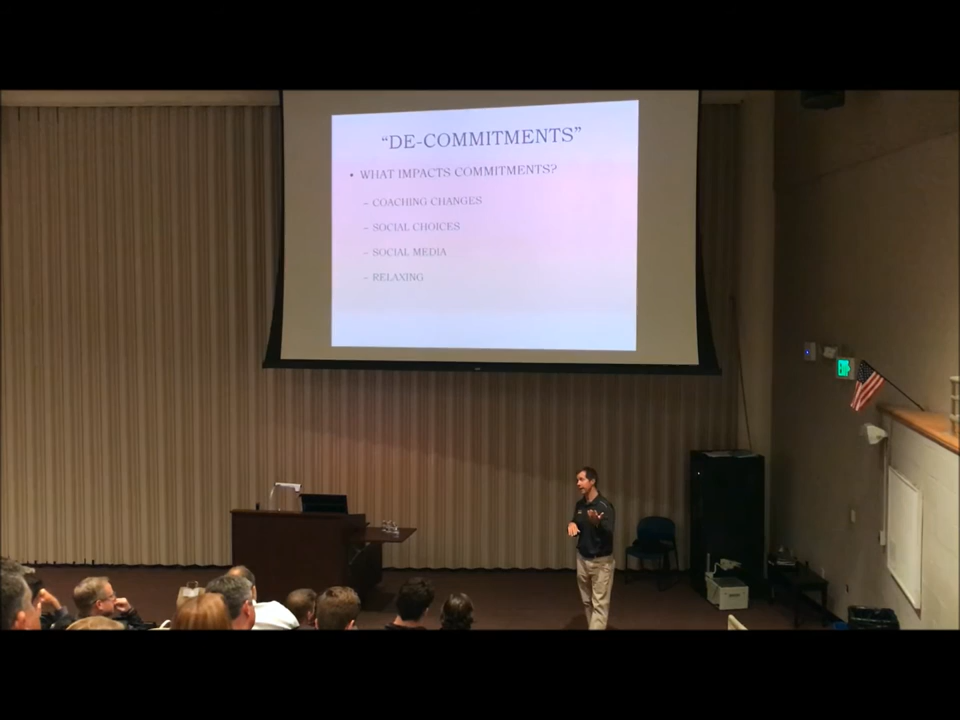 “DE-COMMITMENTS”
• WHAT IMPACTS COMMITMENTS?
– COACHING CHANGES
– SOCIAL CHOICES
– SOCIAL MEDIA
– RELAXING